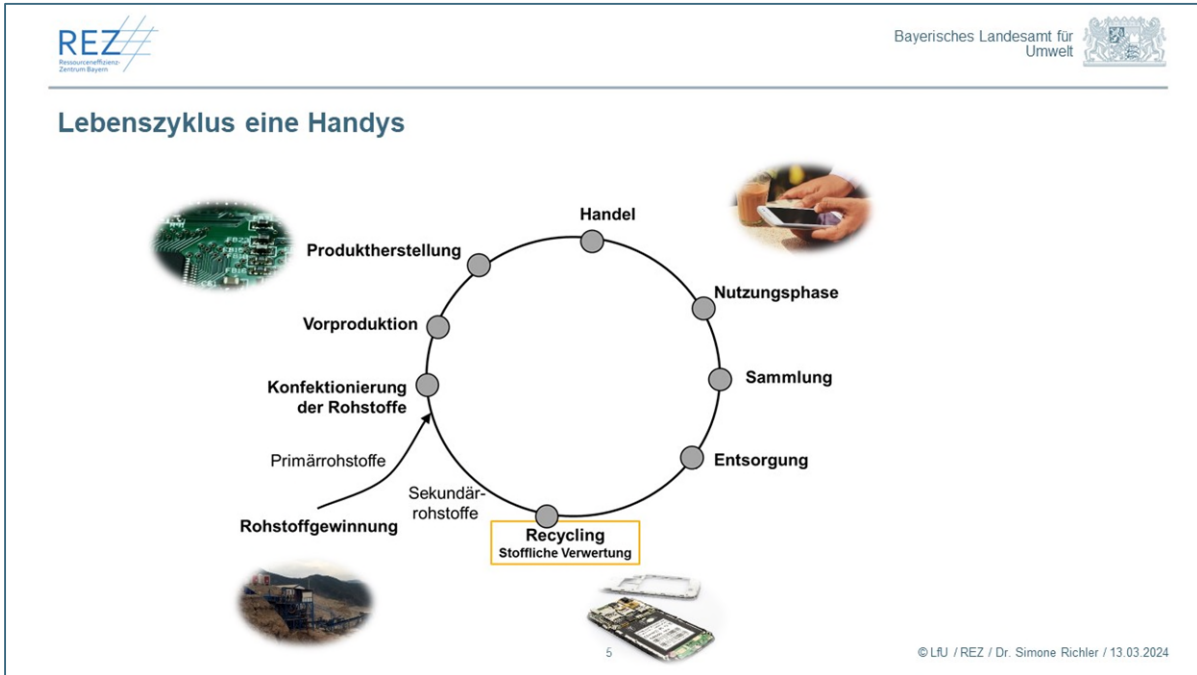 REZ
Ressourceneffizienz-
Zentrum Bayern
Bayerisches Landesamt für
Umwelt
Lebenszyklus eine Handys
Handel
Produktherstellung
Nutzungsphase
Vorproduktion
Sammlung
Konfektionierung
der Rohstoffe
Primärrohstoffe
Entsorgung
Sekundär-
rohstoffe
Rohstoffgewinnung
Recycling
Stoffliche Verwertung
5
© LfU / REZ / Dr. Simone Richler / 13.03.2024